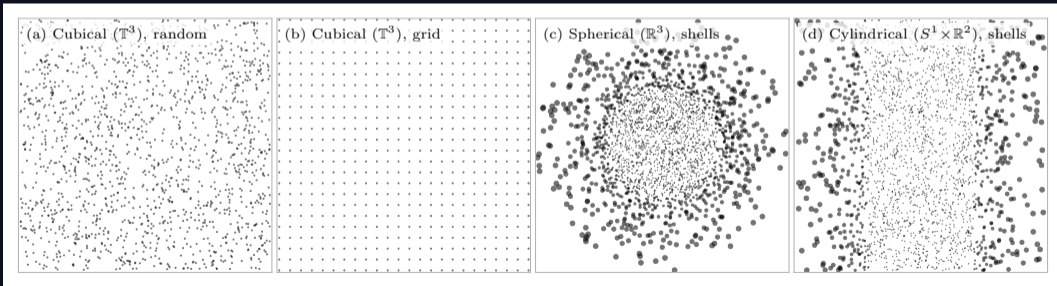 (a) Cubical (𝕋³), random
(b) Cubical (𝕋³), grid
(c) Spherical (ℝ³), shells
(d) Cylindrical (S¹×ℝ²), shells